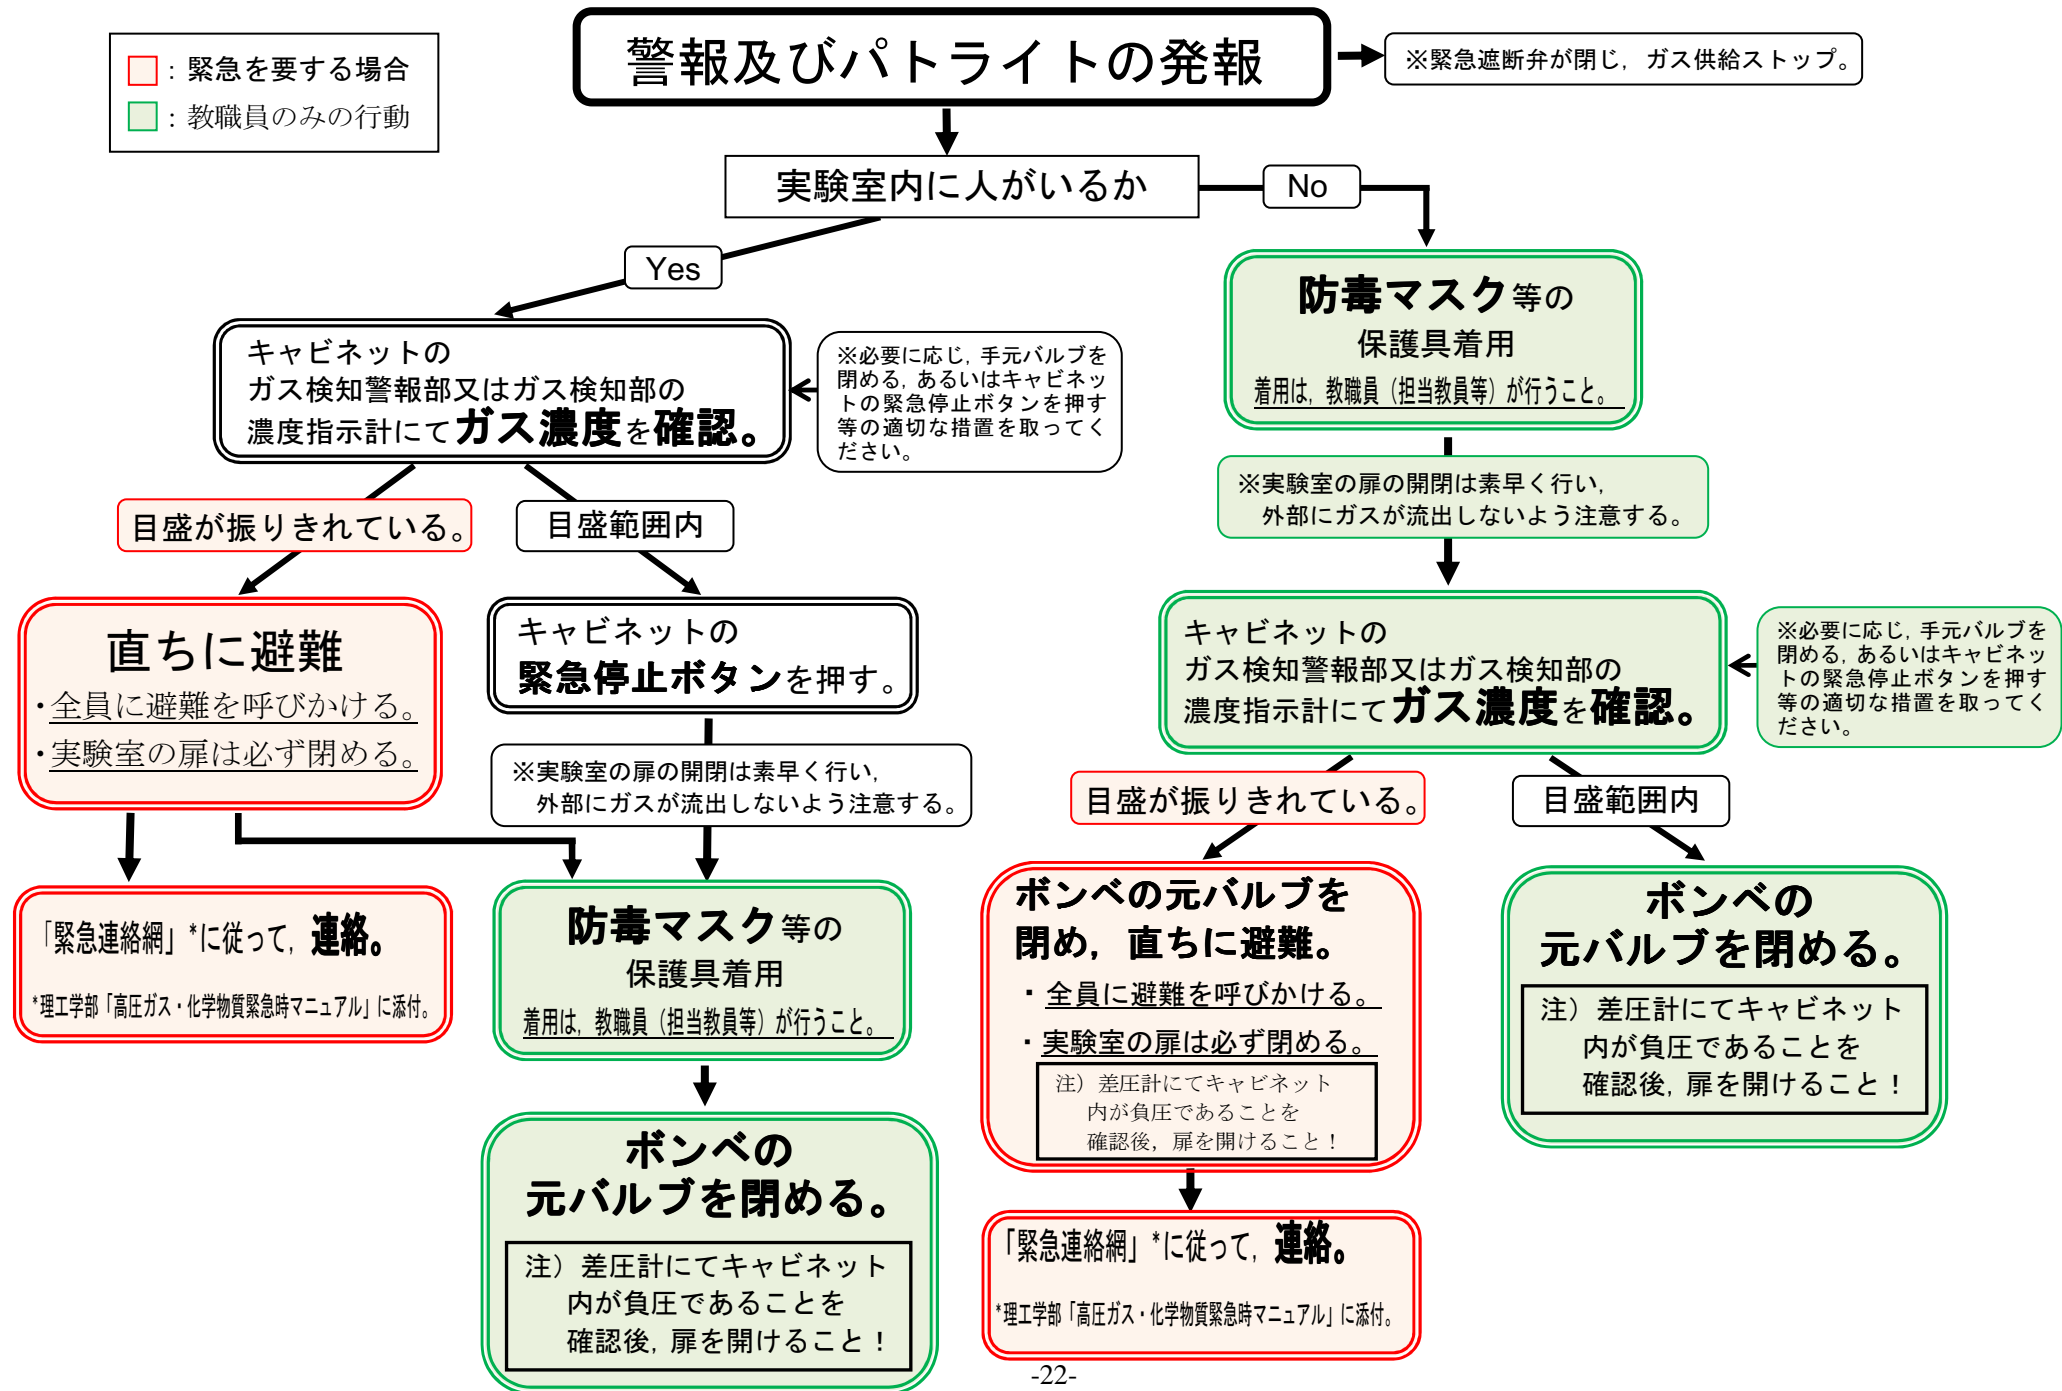 ：緊急を要する場合
：教職員のみの行動
警報及びパトライトの発報
※緊急遮断弁が閉じ，ガス供給ストップ。
実験室内に人がいるか
No
Yes
キャビネットの
ガス検知警報部又はガス検知部の
濃度指示計にてガス濃度を確認。
※必要に応じ，手元バルブを
閉める，あるいはキャビネッ
トの緊急停止ボタンを押す
等の適切な措置を取ってく
ださい。
防毒マスク等の
保護具着用
着用は，教職員（担当教員等）が行うこと。
※実験室の扉の開閉は素早く行い，
外部にガスが流出しないよう注意する。
目盛が振りきれている。
目盛範囲内
直ちに避難
・全員に避難を呼びかける。
・実験室の扉は必ず閉める。
キャビネットの
緊急停止ボタンを押す。
※実験室の扉の開閉は素早く行い，
外部にガスが流出しないよう注意する。
キャビネットの
ガス検知警報部又はガス検知部の
濃度指示計にてガス濃度を確認。
※必要に応じ，手元バルブを
閉める，あるいはキャビネッ
トの緊急停止ボタンを押す
等の適切な措置を取ってく
ださい。
目盛が振りきれている。
目盛範囲内
「緊急連絡網」*に従って，連絡。
*理工学部「高圧ガス・化学物質緊急時マニュアル」に添付。
防毒マスク等の
保護具着用
着用は，教職員（担当教員等）が行うこと。
ボンベの
元バルブを閉める。
注）差圧計にてキャビネット
内が負圧であることを
確認後，扉を開けること！
ボンベの元バルブを
閉め，直ちに避難。
・全員に避難を呼びかける。
・実験室の扉は必ず閉める。
注）差圧計にてキャビネット
内が負圧であることを
確認後，扉を開けること！
ボンベの
元バルブを閉める。
注）差圧計にてキャビネット
内が負圧であることを
確認後，扉を開けること！
「緊急連絡網」*に従って，連絡。
*理工学部「高圧ガス・化学物質緊急時マニュアル」に添付。
-22-